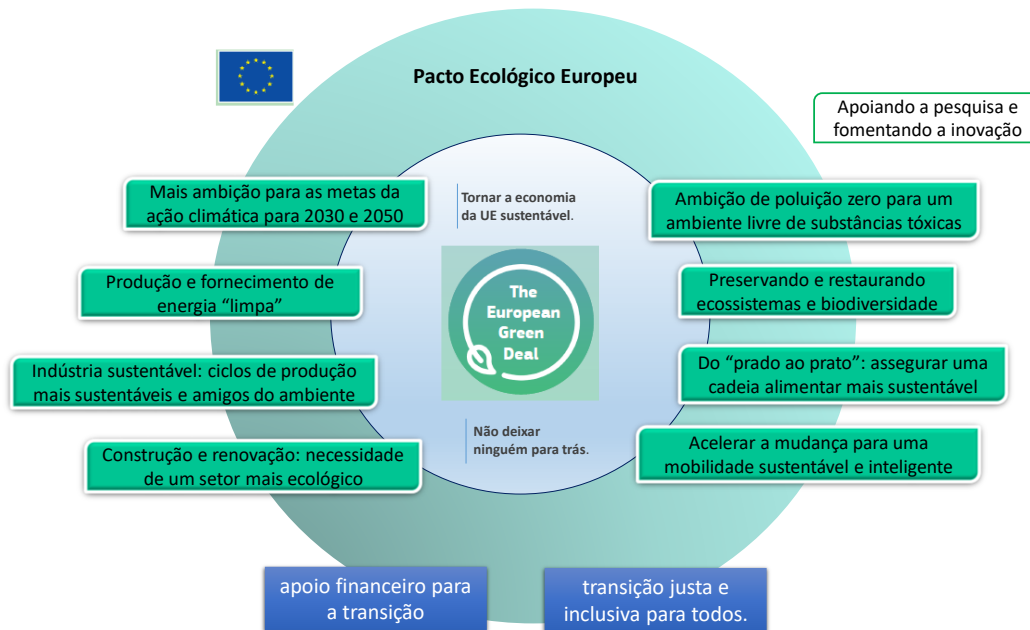 Pacto Ecológico Europeu
Apoiando a pesquisa e
fomentando a inovação
Mais ambição para as metas da
ação climática para 2030 e 2050
Produção e fornecimento de
energia “limpa”
Indústria sustentável: ciclos de produção
mais sustentáveis e amigos do ambiente
Construção e renovação: necessidade
de um setor mais ecológico
Tornar a economia
da UE sustentável.
The
European
Green
Deal
Não deixar
ninguém para trás.
Ambição de poluição zero para um
ambiente livre de substâncias tóxicas
Preservando e restaurando
ecossistemas e biodiversidade
Do “prado ao prato”: assegurar uma
cadeia alimentar mais sustentável
Acelerar a mudança para uma
mobilidade sustentável e inteligente
apoio financeiro para
a transição
transição justa e
inclusiva para todos.